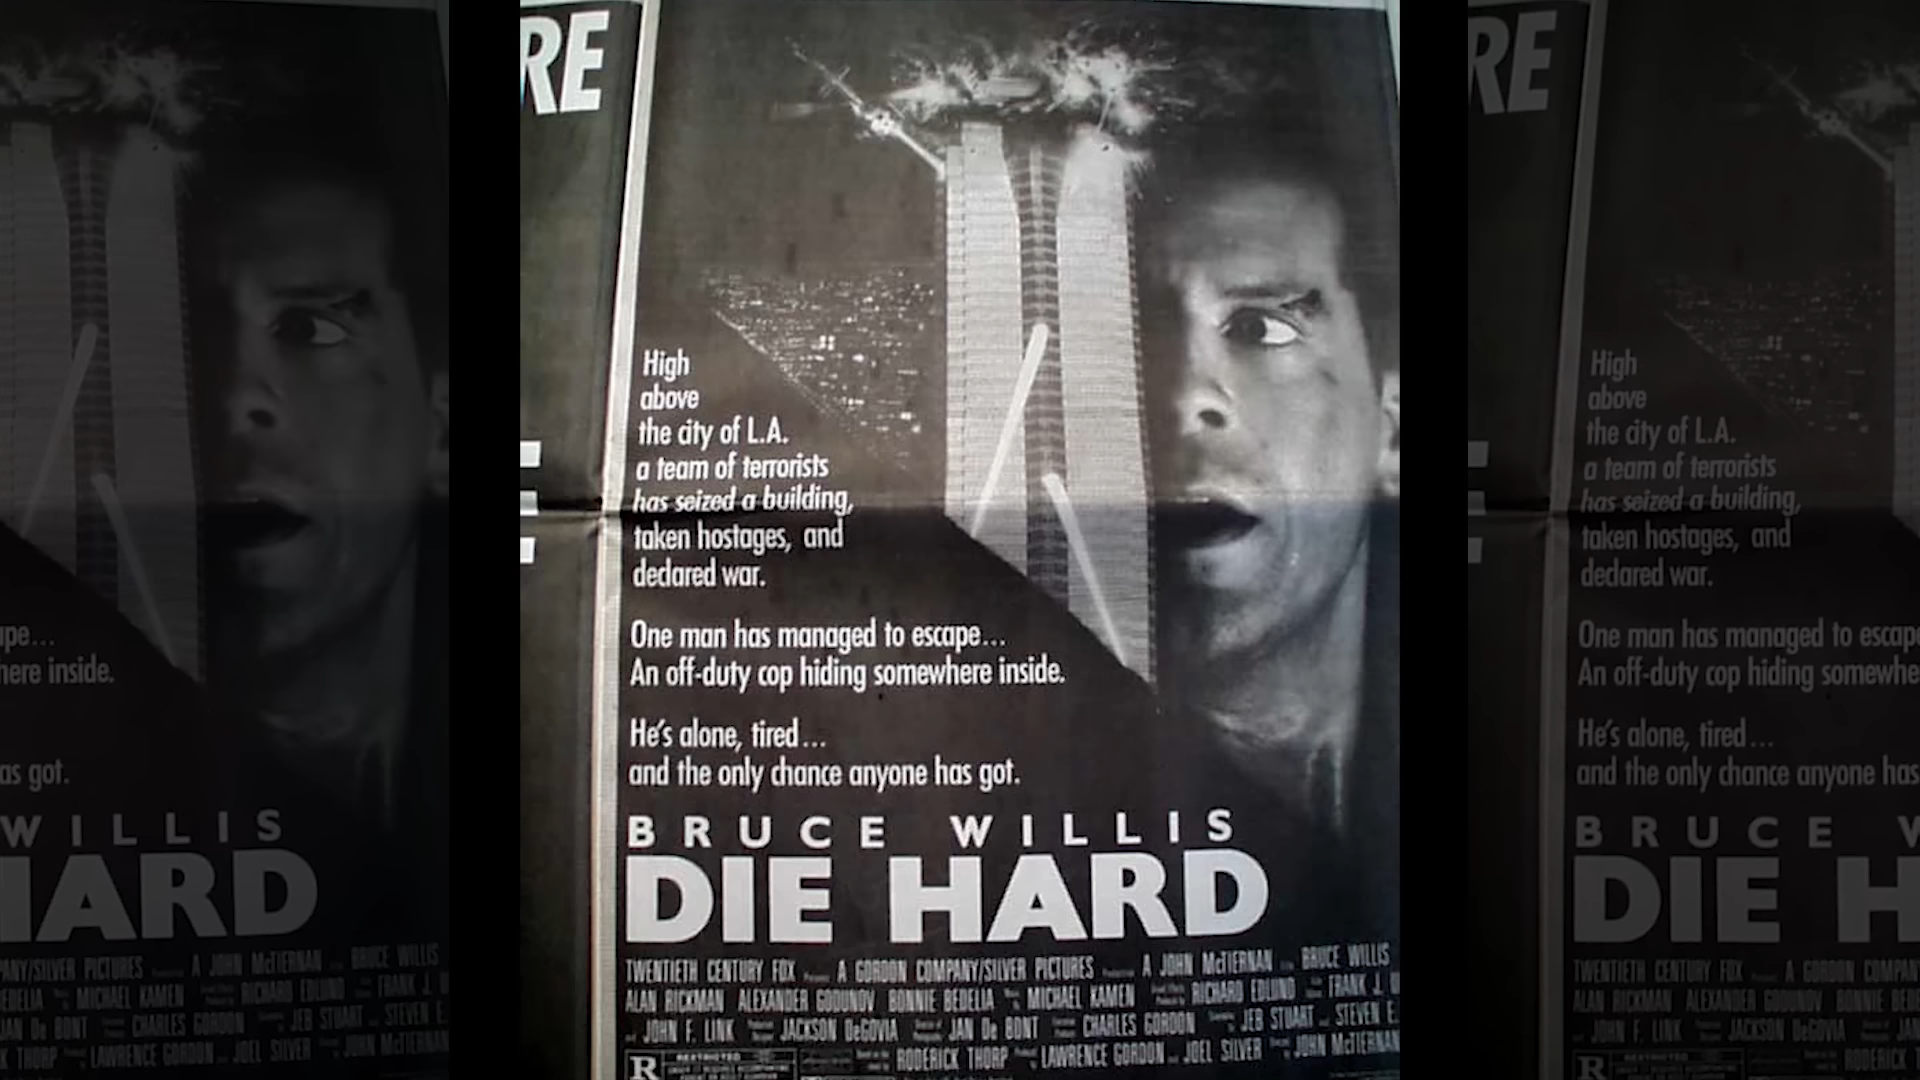 RE
High
above
the city of L.A.
a team of terrorists
has seized a building,
taken hostages, and
declared war.
One man has managed to escape...
An off-duty cop hiding somewhere inside.
He's alone, tired...
and the only chance anyone has got.
BRUCE WILLIS
DIE HARD
TWENTIETH CENTURY FOX A GORDON COMPANY/SILVER PICTURES A JOHN McTIERNAN BRUCE WILLIS
ALAN RICKMAN ALEXANDER GODUNOV BONNIE BEDELIA MICHAEL KAMEN RICHARD EDLUND FRANK J.
JOHN F. LINK JACKSON DeGOVIA JAN De BONT CHARLES GORDON JEB STUART STEVEN E.
R RESTRICTED RODERICK THORP LAWRENCE GORDON JOEL SILVER JOHN McTIERNAN